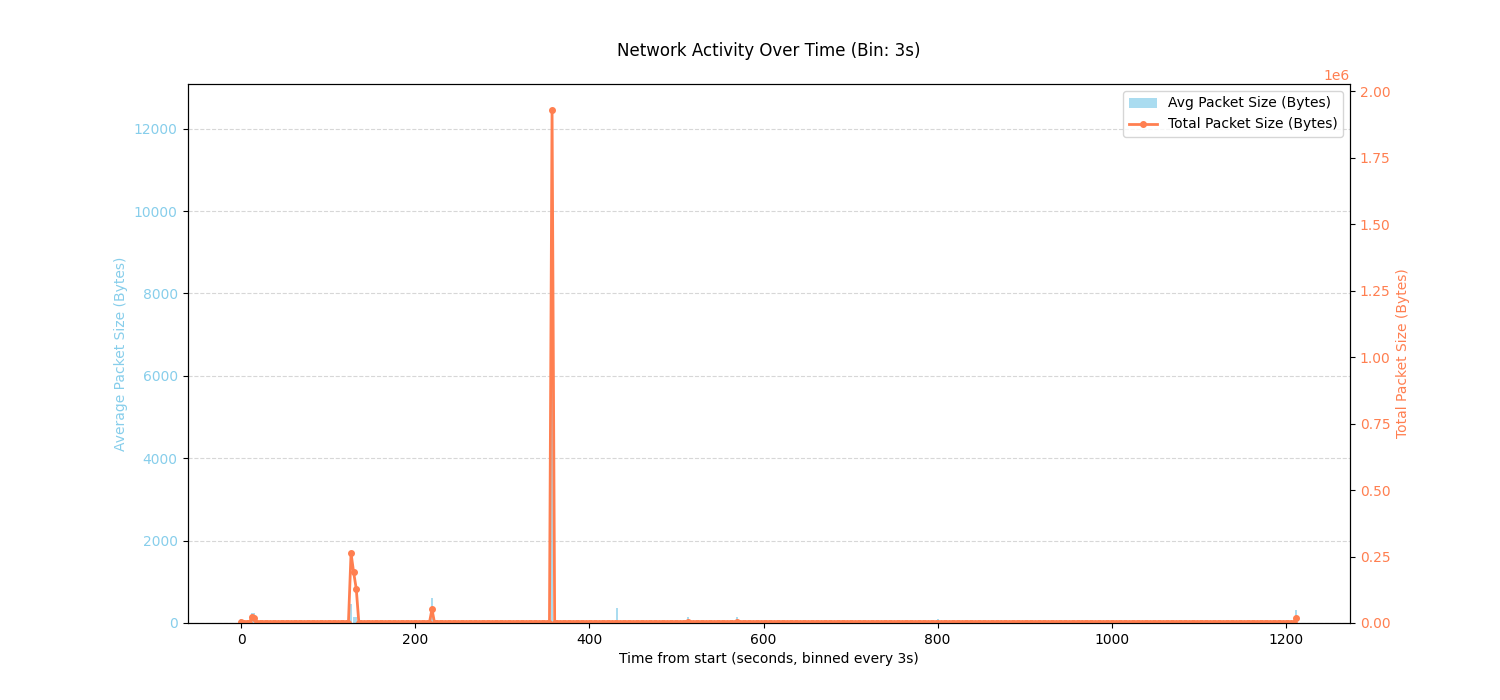 Network Activity Over Time (Bin: 3s)
1e6
Avg Packet Size (Bytes)
Total Packet Size (Bytes)
12000
10000
8000
6000
4000
2000
0
Average Packet Size (Bytes)
2.00
1.75
1.50
1.25
1.00
0.75
0.50
0.25
0.00
Total Packet Size (Bytes)
0 200 400 600 800 1000 1200
Time from start (seconds, binned every 3s)